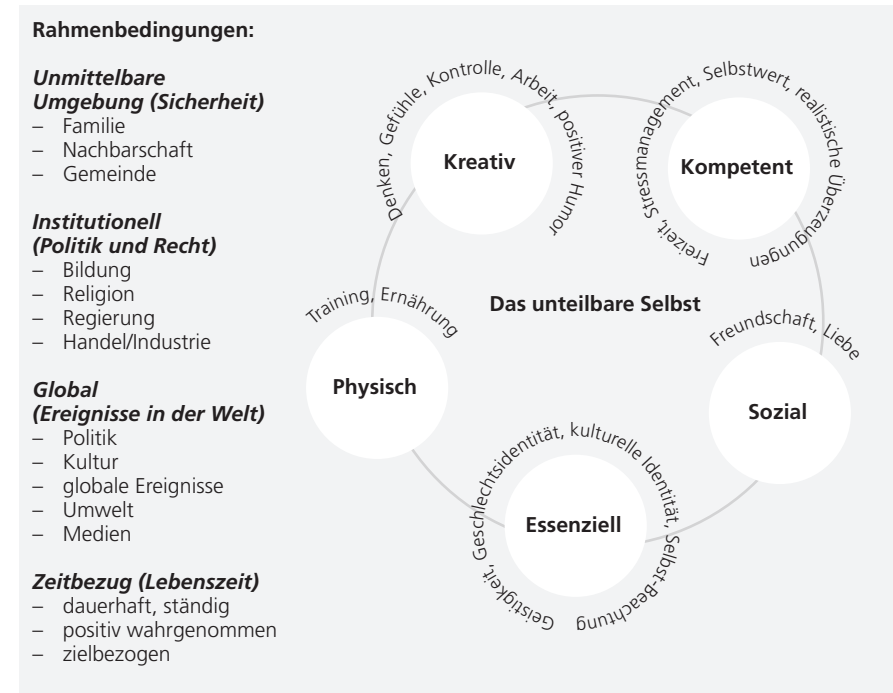 Rahmenbedingungen:
Unmittelbare
Umgebung (Sicherheit)
– Familie
– Nachbarschaft
– Gemeinde
Institutionell
(Politik und Recht)
– Bildung
– Religion
– Regierung
– Handel/Industrie
Global
(Ereignisse in der Welt)
– Politik
– Kultur
– globale Ereignisse
– Umwelt
– Medien
Zeitbezug (Lebenszeit)
– dauerhaft, ständig
– positiv wahrgenommen
– zielbezogen
Denken, Gefühle, Kontrolle, Arbeit, positiver Humor
Kreativ
Freizeit, Stressmanagement, Selbstwert, realistische Überzeugungen
Kompetent
Das unteilbare Selbst
Training, Ernährung
Physisch
Freundschaft, Liebe
Sozial
Geistigkeit, Geschlechtsidentität, kulturelle Identität, Selbst-Beachtung
Essenziell